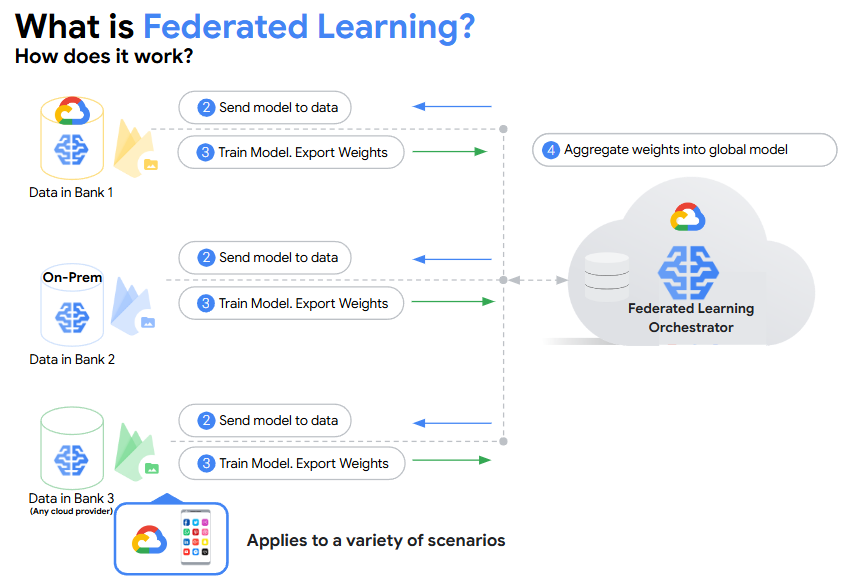 What is Federated Learning?
How does it work?
2 Send model to data
3 Train Model. Export Weights
Data in Bank 1
4 Aggregate weights into global model
On-Prem
2 Send model to data
3 Train Model. Export Weights
Data in Bank 2
Federated Learning
Orchestrator
2 Send model to data
3 Train Model. Export Weights
Data in Bank 3
(Any cloud provider)
Applies to a variety of scenarios